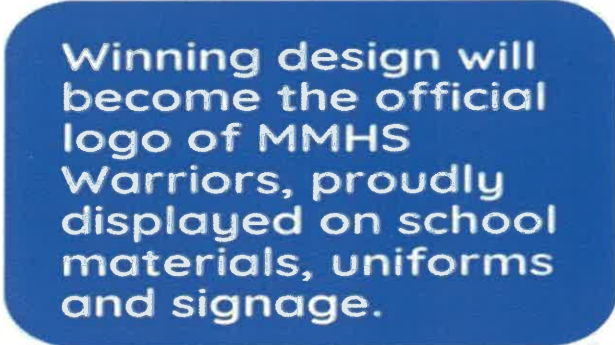 Winning design will
become the official
logo of MMHS
Warriors, proudly
displayed on school
materials, uniforms
and signage.